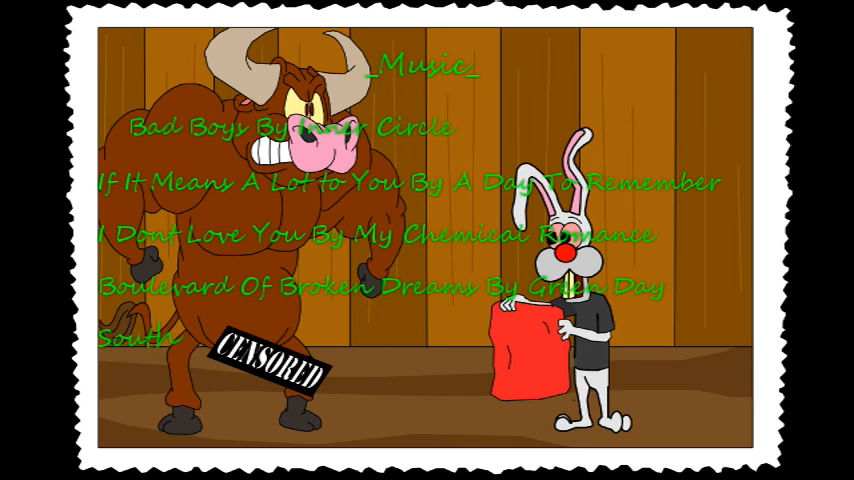 _Music_
Bad Boys By Inner Circle
If It Means A Lot to You By A Day To Remember
I Dont Love You By My Chemical Romance
Boulevard Of Broken Dreams By Green Day
South
CENSORED